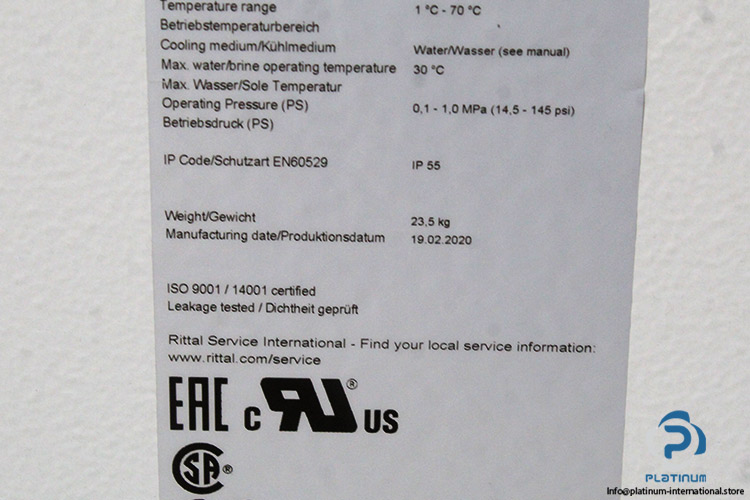 Temperature range 1 °C - 70 °C
Betriebstemperaturbereich
Cooling medium/Kühlmedium Water/Wasser (see manual)
Max. water/brine operating temperature 30 °C
Max. Wasser/Sole Temperatur
Operating Pressure (PS) 0,1 - 1,0 MPa (14,5 - 145 psi)
Betriebsdruck (PS)
IP Code/Schutzart EN60529 IP 55
Weight/Gewicht 23,5 kg
Manufacturing date/Produktionsdatum 19.02.2020
ISO 9001 / 14001 certified
Leakage tested / Dichtheit geprüft
Rittal Service International - Find your local service information:
www.rittal.com/service
EAC c RU® US
CSA®
PLATINUM
Info@platinum-international.store